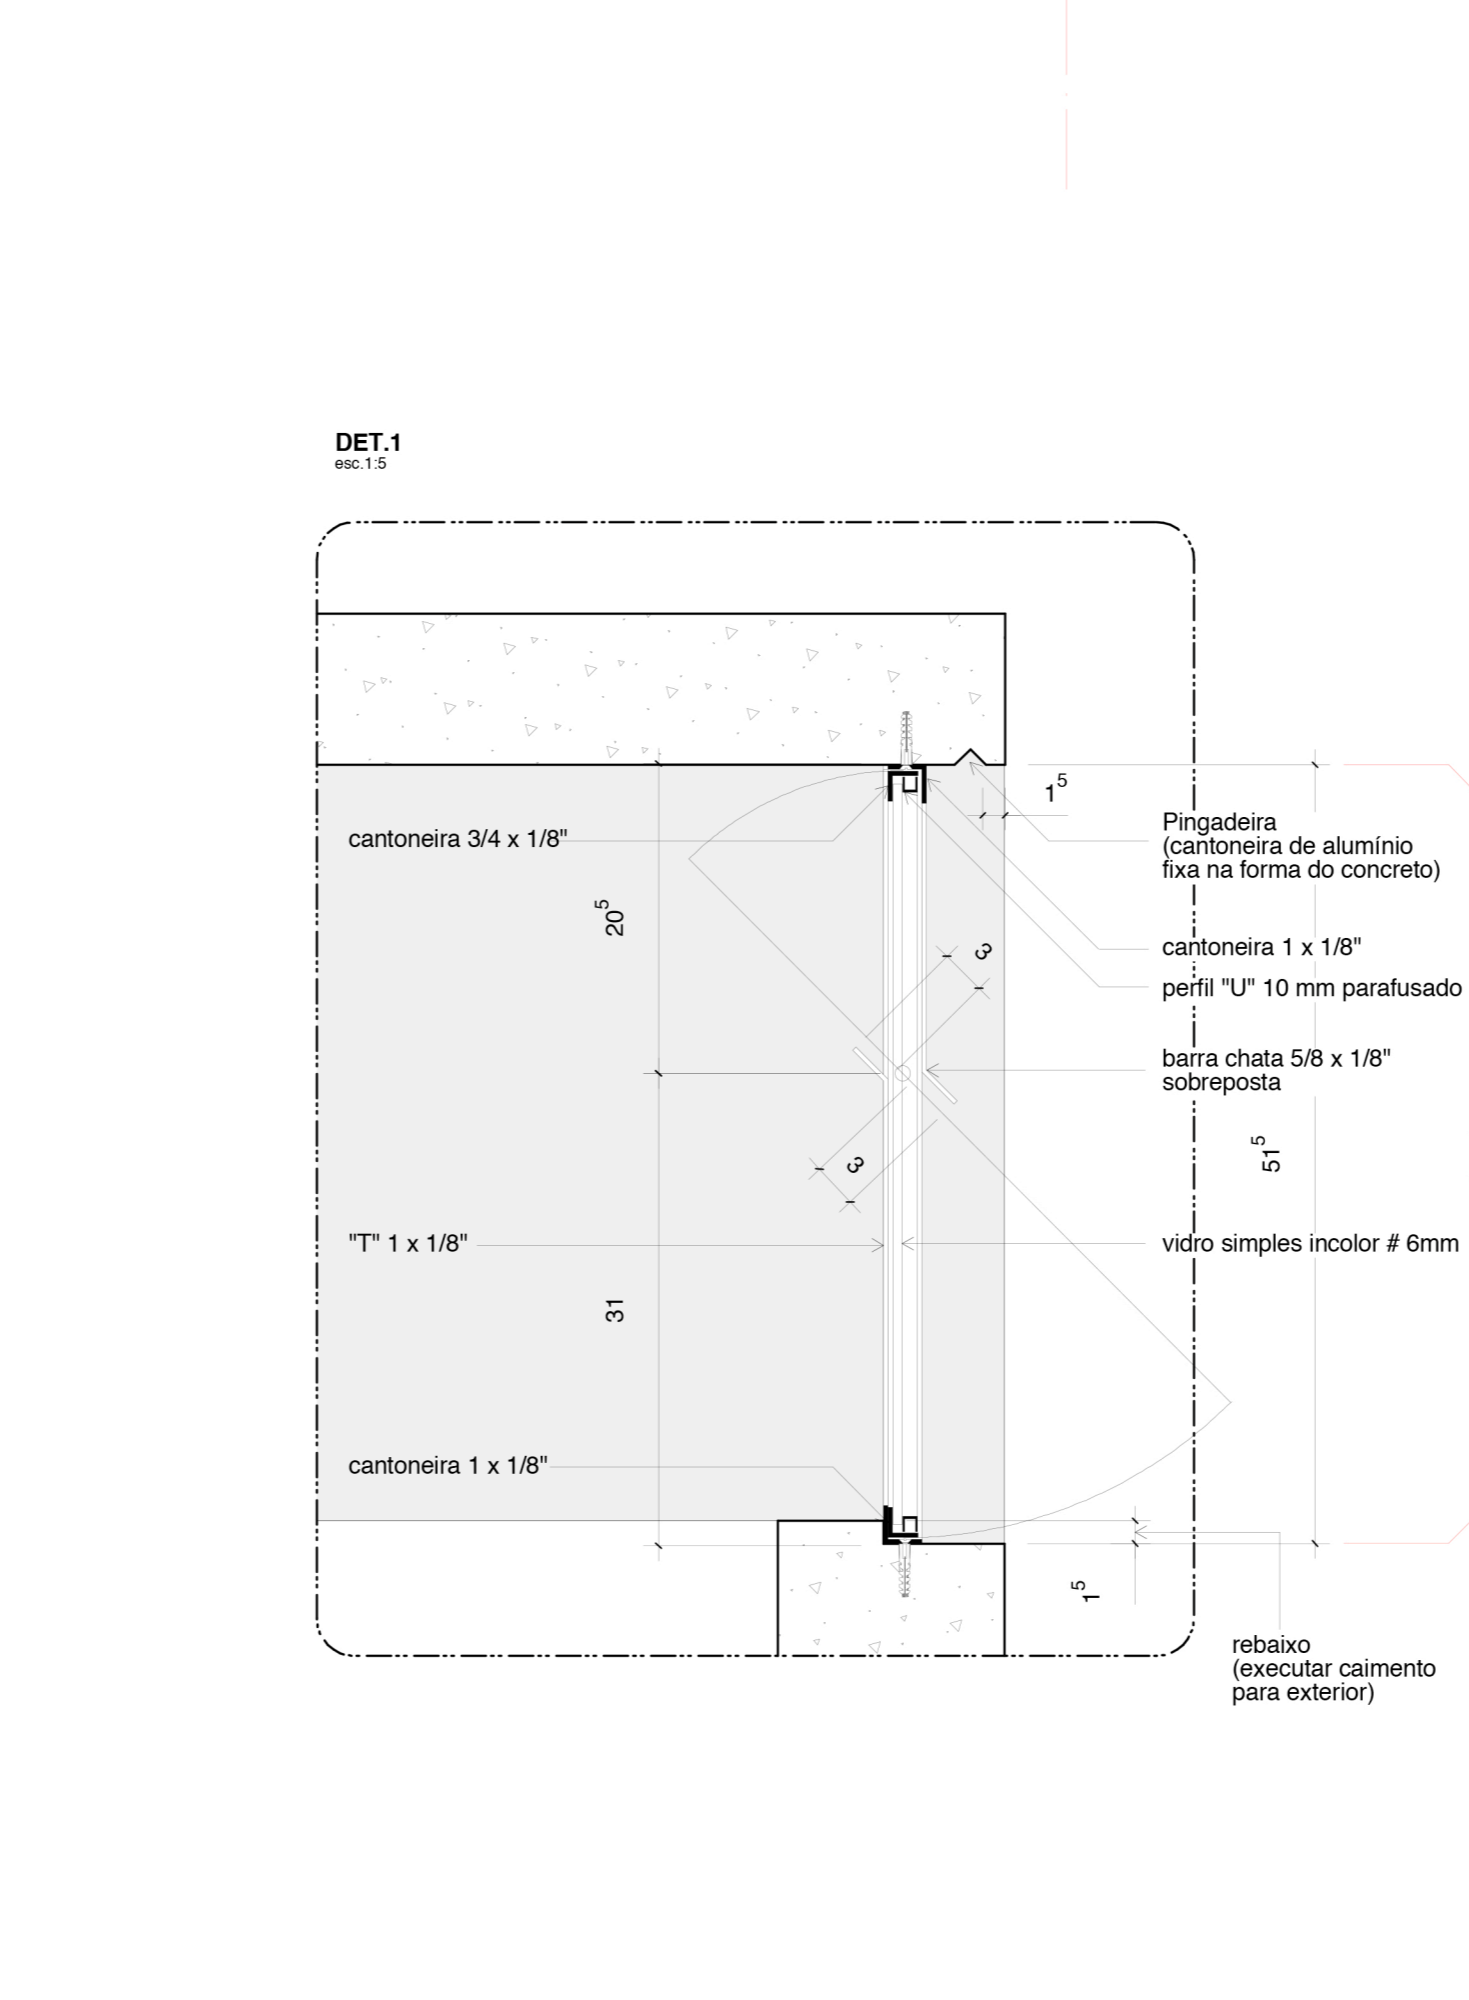 DET.1
esc.1:5
1⁵
cantoneira 3/4 x 1/8"
Pingadeira
(cantoneira de alumínio
fixa na forma do concreto)
20⁵
3
cantoneira 1 x 1/8"
perfil "U" 10 mm parafusado
barra chata 5/8 x 1/8"
sobreposta
51⁵
3
"T" 1 x 1/8"
vidro simples incolor # 6mm
31
cantoneira 1 x 1/8"
1⁵
rebaixo
(executar caimento
para exterior)